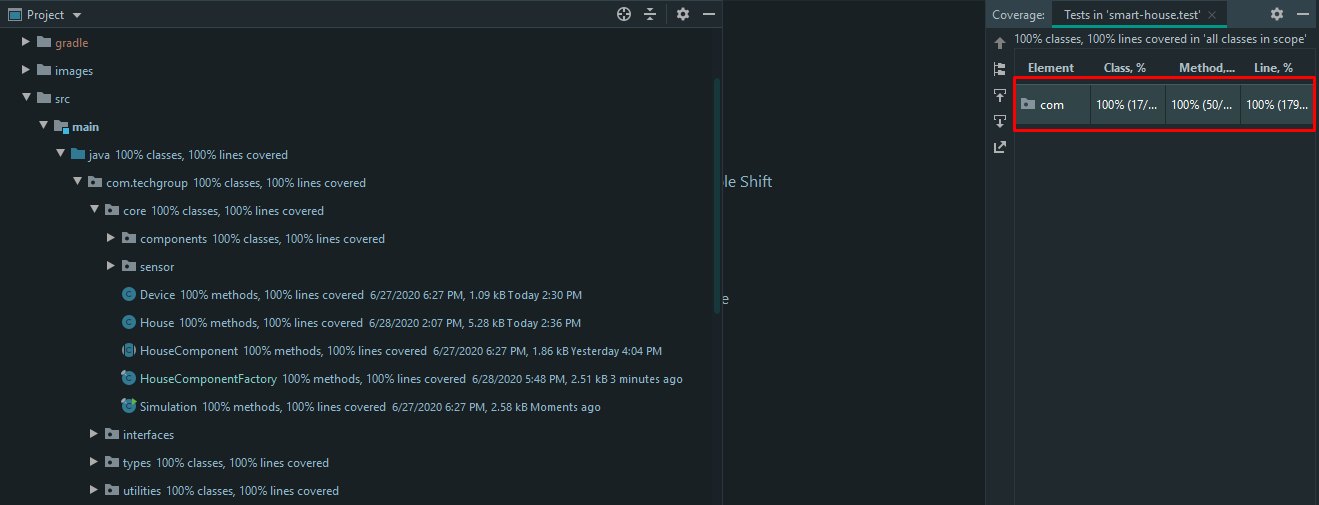 Project
gradle
images
src
main
java 100% classes, 100% lines covered
com.techgroup 100% classes, 100% lines covered
core 100% classes, 100% lines covered
components 100% classes, 100% lines covered
sensor
Device 100% methods, 100% lines covered 6/27/2020 6:27 PM, 1.09 kB Today 2:30 PM
House 100% methods, 100% lines covered 6/28/2020 2:07 PM, 5.28 kB Today 2:36 PM
HouseComponent 100% methods, 100% lines covered 6/27/2020 6:27 PM, 1.86 kB Yesterday 4:04 PM
HouseComponentFactory 100% methods, 100% lines covered 6/28/2020 5:48 PM, 2.51 kB 3 minutes ago
Simulation 100% methods, 100% lines covered 6/27/2020 6:27 PM, 2.58 kB Moments ago
interfaces
types 100% classes, 100% lines covered
utilities 100% classes, 100% lines covered
le Shift
e
Coverage: Tests in 'smart-house.test'
100% classes, 100% lines covered in 'all classes in scope'
Element Class, % Method,... Line, %
com 100% (17/... 100% (50/... 100% (179...